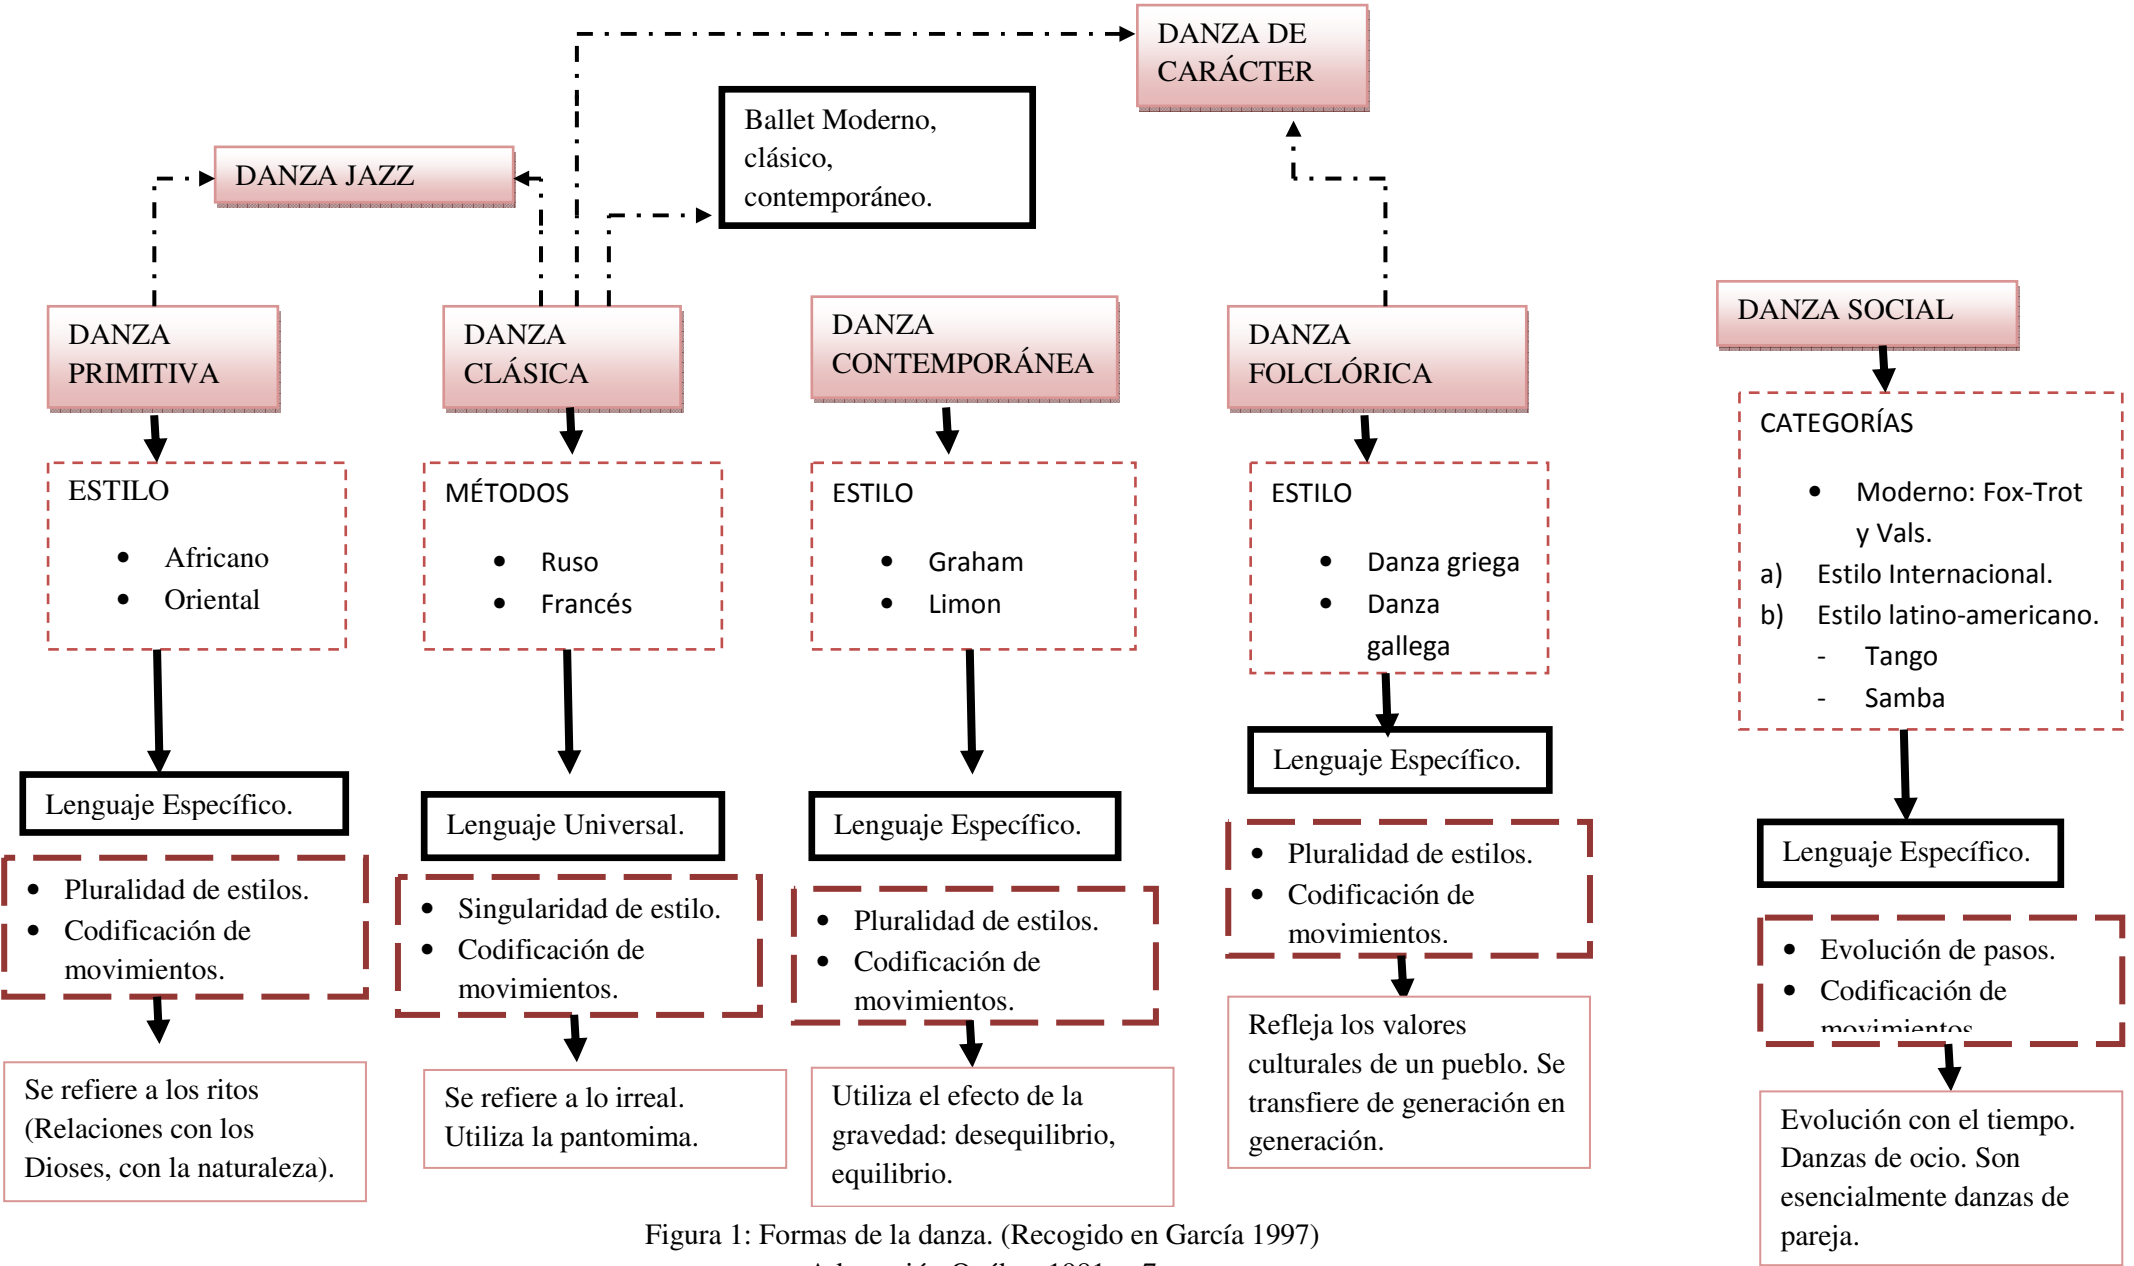 DANZA DE
CARÁCTER
Ballet Moderno,
clásico,
contemporáneo.
DANZA JAZZ
DANZA
PRIMITIVA
ESTILO
• Africano
• Oriental
Lenguaje Específico.
• Pluralidad de estilos.
• Codificación de
movimientos.
Se refiere a los ritos
(Relaciones con los
Dioses, con la naturaleza).
DANZA
CLÁSICA
MÉTODOS
• Ruso
• Francés
Lenguaje Universal.
• Singularidad de estilo.
• Codificación de
movimientos.
Se refiere a lo irreal.
Utiliza la pantomima.
DANZA
CONTEMPORÁNEA
ESTILO
• Graham
• Limon
Lenguaje Específico.
• Pluralidad de estilos.
• Codificación de
movimientos.
Utiliza el efecto de la
gravedad: desequilibrio,
equilibrio.
DANZA
FOLCLÓRICA
ESTILO
• Danza griega
• Danza
gallega
Lenguaje Específico.
• Pluralidad de estilos.
• Codificación de
movimientos.
Refleja los valores
culturales de un pueblo. Se
transfiere de generación en
generación.
DANZA SOCIAL
CATEGORÍAS
• Moderno: Fox-Trot
y Vals.
a) Estilo Internacional.
b) Estilo latino-americano.
- Tango
- Samba
Lenguaje Específico.
• Evolución de pasos.
• Codificación de
movimientos
Evolución con el tiempo.
Danzas de ocio. Son
esencialmente danzas de
pareja.
Figura 1: Formas de la danza. (Recogido en García 1997)